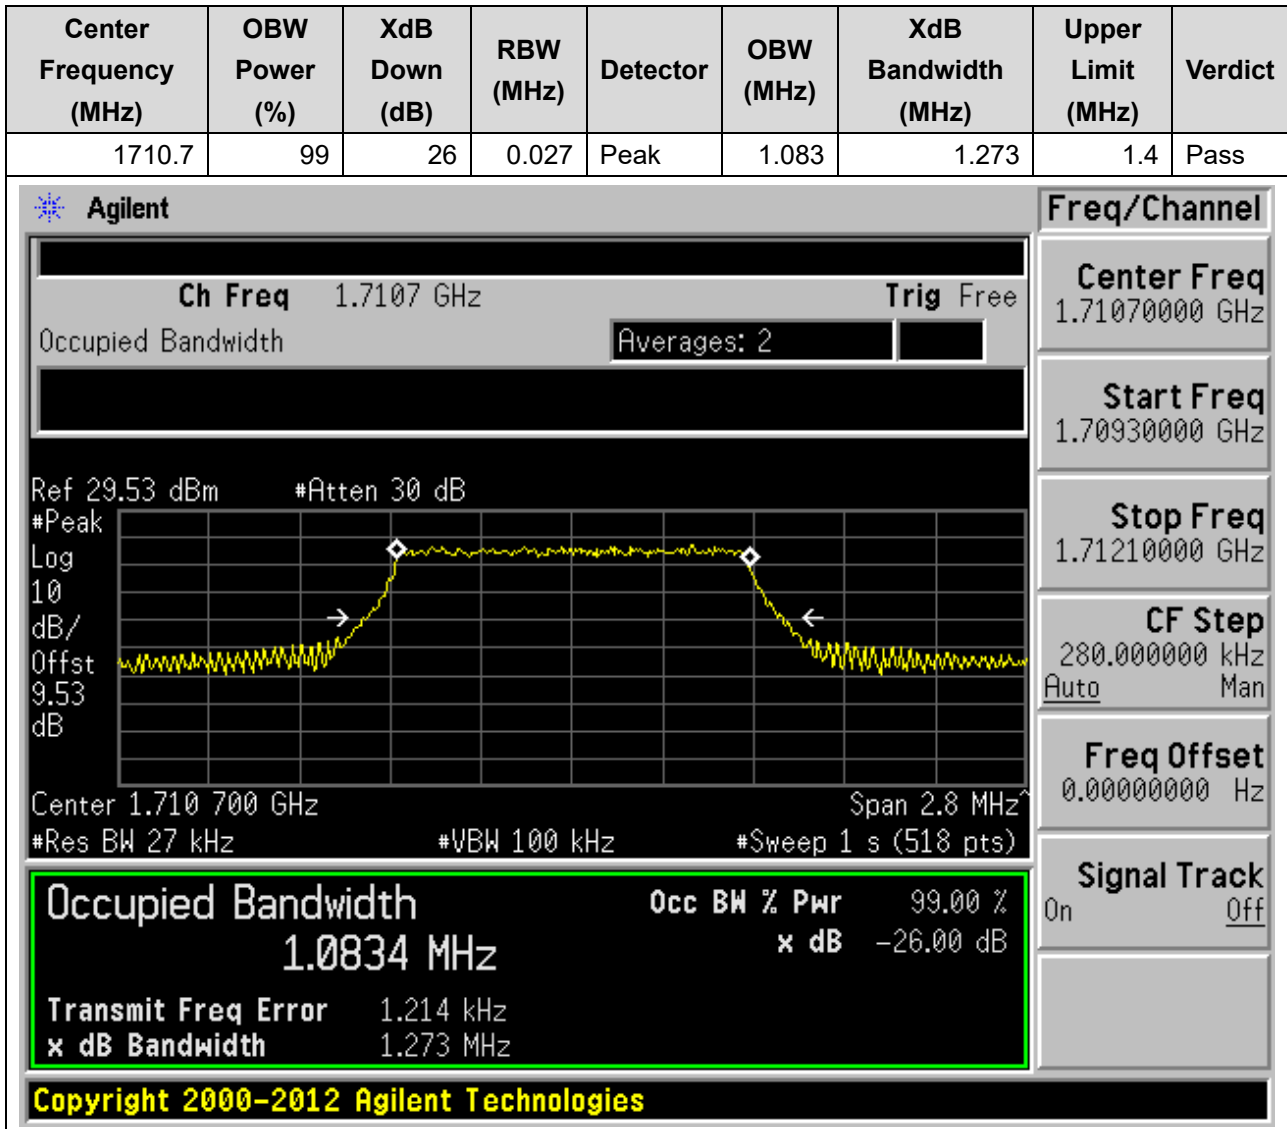 Center Frequency (MHz) OBW Power (%) XdB Down (dB) RBW (MHz) Detector OBW (MHz) XdB Bandwidth (MHz) Upper Limit (MHz) Verdict
1710.7 99 26 0.027 Peak 1.083 1.273 1.4 Pass
Agilent
Freq/Channel
Ch Freq 1.7107 GHz Trig Free
Occupied Bandwidth Averages: 2
Ref 29.53 dBm #Atten 30 dB
#Peak
Log
10
dB/
Offst
9.53
dB
Center 1.710 700 GHz Span 2.8 MHz^
#Res BW 27 kHz #VBW 100 kHz #Sweep 1 s (518 pts)
Occupied Bandwidth Occ BW % Pwr 99.00 %
1.0834 MHz x dB -26.00 dB
Transmit Freq Error 1.214 kHz
x dB Bandwidth 1.273 MHz
Center Freq
1.71070000 GHz
Start Freq
1.70930000 GHz
Stop Freq
1.71210000 GHz
CF Step
280.000000 kHz
Auto Man
Freq Offset
0.00000000 Hz
Signal Track
On Off
Copyright 2000-2012 Agilent Technologies